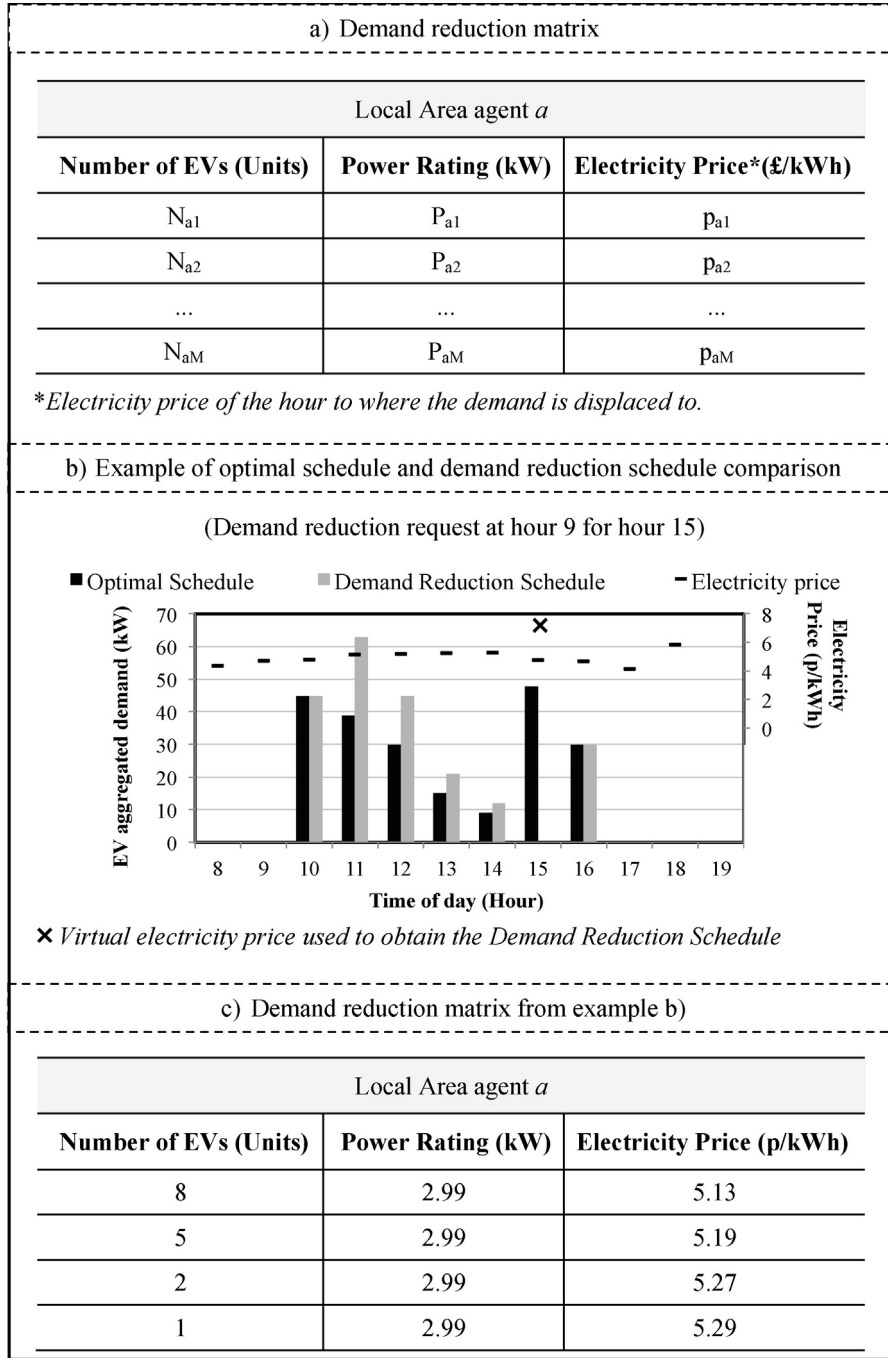 a) Demand reduction matrix
Local Area agent a
Number of EVs (Units) Power Rating (kW) Electricity Price*(£/kWh)
Na1 Pa1 pa1
Na2 Pa2 pa2
... ... ...
NaM PaM paM
*Electricity price of the hour to where the demand is displaced to.
b) Example of optimal schedule and demand reduction schedule comparison
(Demand reduction request at hour 9 for hour 15)
Optimal Schedule Demand Reduction Schedule Electricity price
EV aggregated demand (kW)
70
60
50
40
30
20
10
0
8
6
4
2
0
Electricity
Price (p/kWh)
8 9 10 11 12 13 14 15 16 17 18 19
Time of day (Hour)
× Virtual electricity price used to obtain the Demand Reduction Schedule
c) Demand reduction matrix from example b)
Local Area agent a
Number of EVs (Units) Power Rating (kW) Electricity Price (p/kWh)
8 2.99 5.13
5 2.99 5.19
2 2.99 5.27
1 2.99 5.29